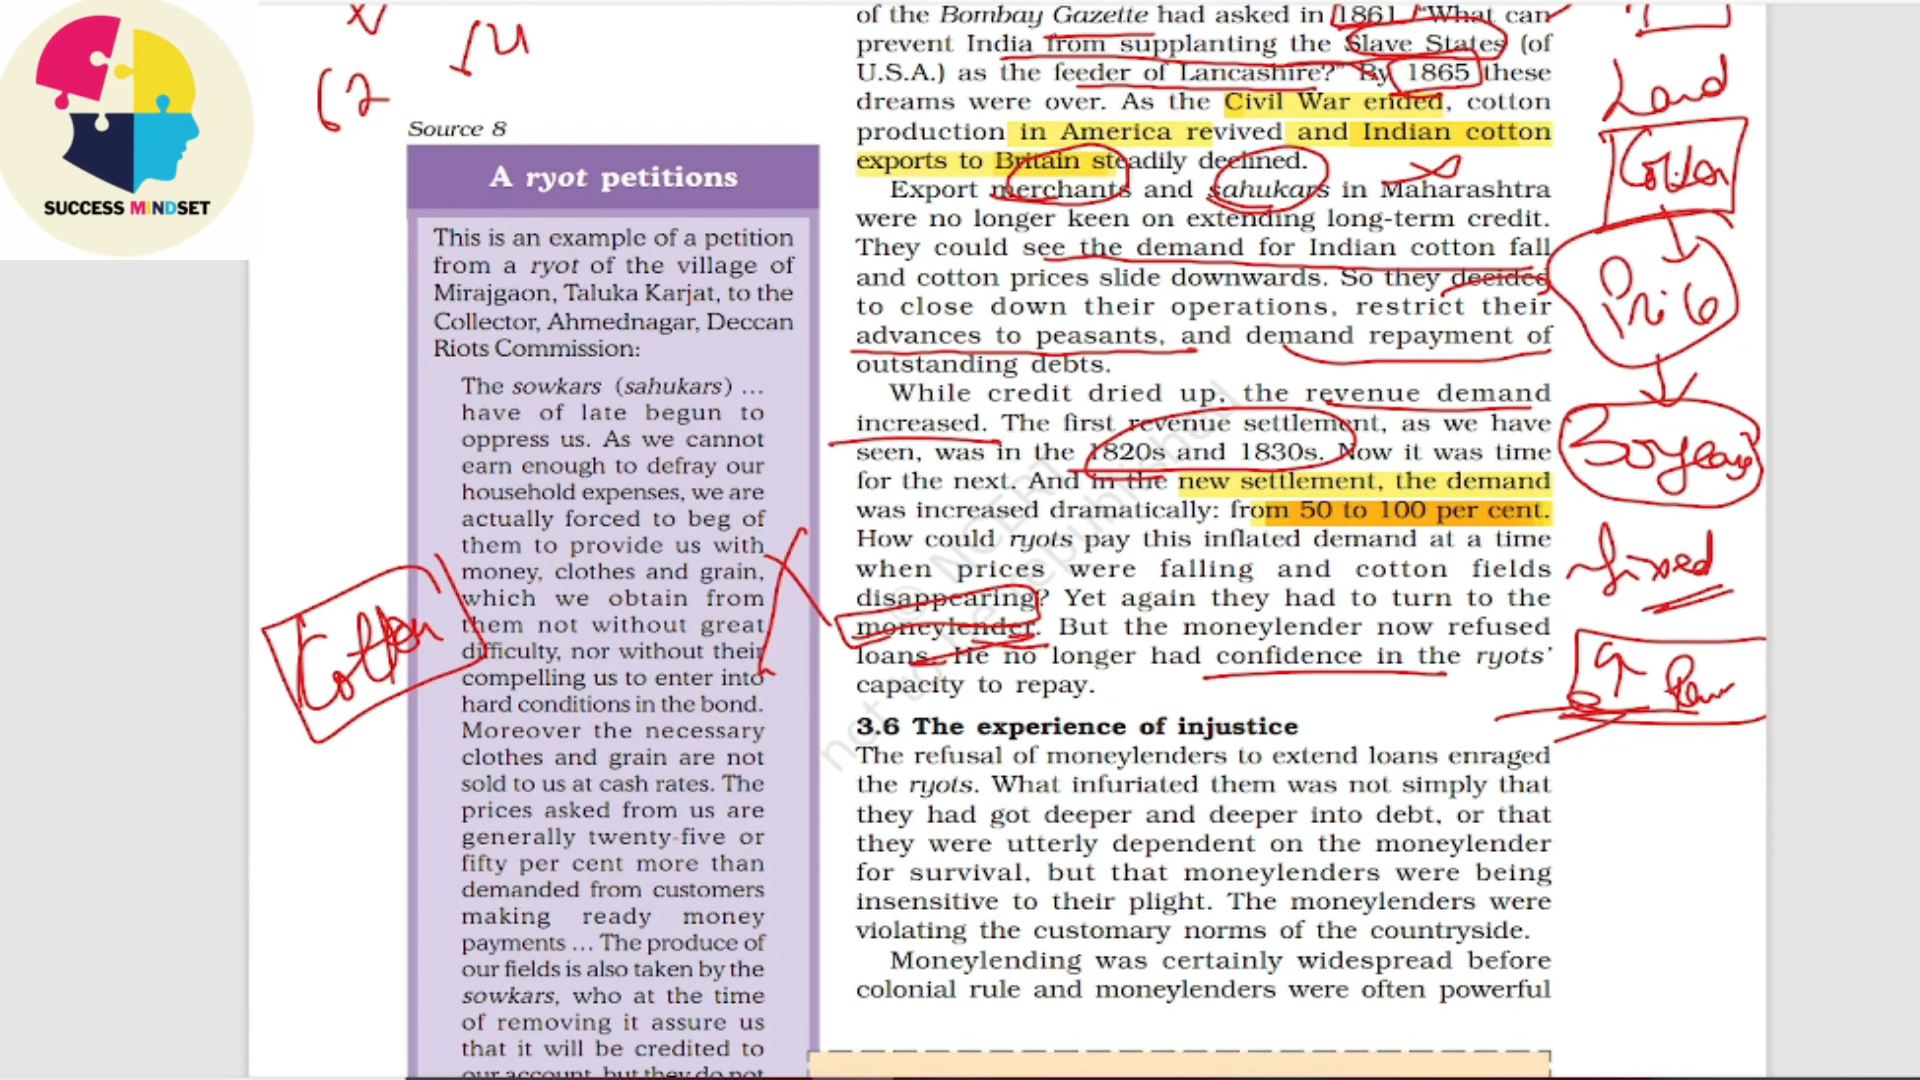 SUCCESS MINDSET
Source 8
A ryot petitions
This is an example of a petition
from a ryot of the village of
Mirajgaon, Taluka Karjat, to the
Collector, Ahmednagar, Deccan
Riots Commission:
The sowkars (sahukars) …
have of late begun to
oppress us. As we cannot
earn enough to defray our
household expenses, we are
actually forced to beg of
them to provide us with
money, clothes and grain,
which we obtain from
them not without great
difficulty, nor without their
compelling us to enter into
hard conditions in the bond.
Moreover the necessary
clothes and grain are not
sold to us at cash rates. The
prices asked from us are
generally twenty-five or
fifty per cent more than
demanded from customers
making ready money
payments … The produce of
our fields is also taken by the
sowkars, who at the time
of removing it assure us
that it will be credited to
our account, but they do not
Cotton
of the Bombay Gazette had asked in 1861, "What can
prevent India from supplanting the Slave States (of
U.S.A.) as the feeder of Lancashire?" By 1865 these
dreams were over. As the Civil War ended, cotton
production in America revived and Indian cotton
exports to Britain steadily declined.
Export merchants and sahukars in Maharashtra
were no longer keen on extending long-term credit.
They could see the demand for Indian cotton fall
and cotton prices slide downwards. So they decided
to close down their operations, restrict their
advances to peasants, and demand repayment of
outstanding debts.
While credit dried up, the revenue demand
increased. The first revenue settlement, as we have
seen, was in the 1820s and 1830s. Now it was time
for the next. And in the new settlement, the demand
was increased dramatically: from 50 to 100 per cent.
How could ryots pay this inflated demand at a time
when prices were falling and cotton fields
disappearing? Yet again they had to turn to the
moneylender. But the moneylender now refused
loans. He no longer had confidence in the ryots'
capacity to repay.
3.6 The experience of injustice
The refusal of moneylenders to extend loans enraged
the ryots. What infuriated them was not simply that
they had got deeper and deeper into debt, or that
they were utterly dependent on the moneylender
for survival, but that moneylenders were being
insensitive to their plight. The moneylenders were
violating the customary norms of the countryside.
Moneylending was certainly widespread before
colonial rule and moneylenders were often powerful
© NCERT
not to be republished
Land
Cotton
30 years
fixed